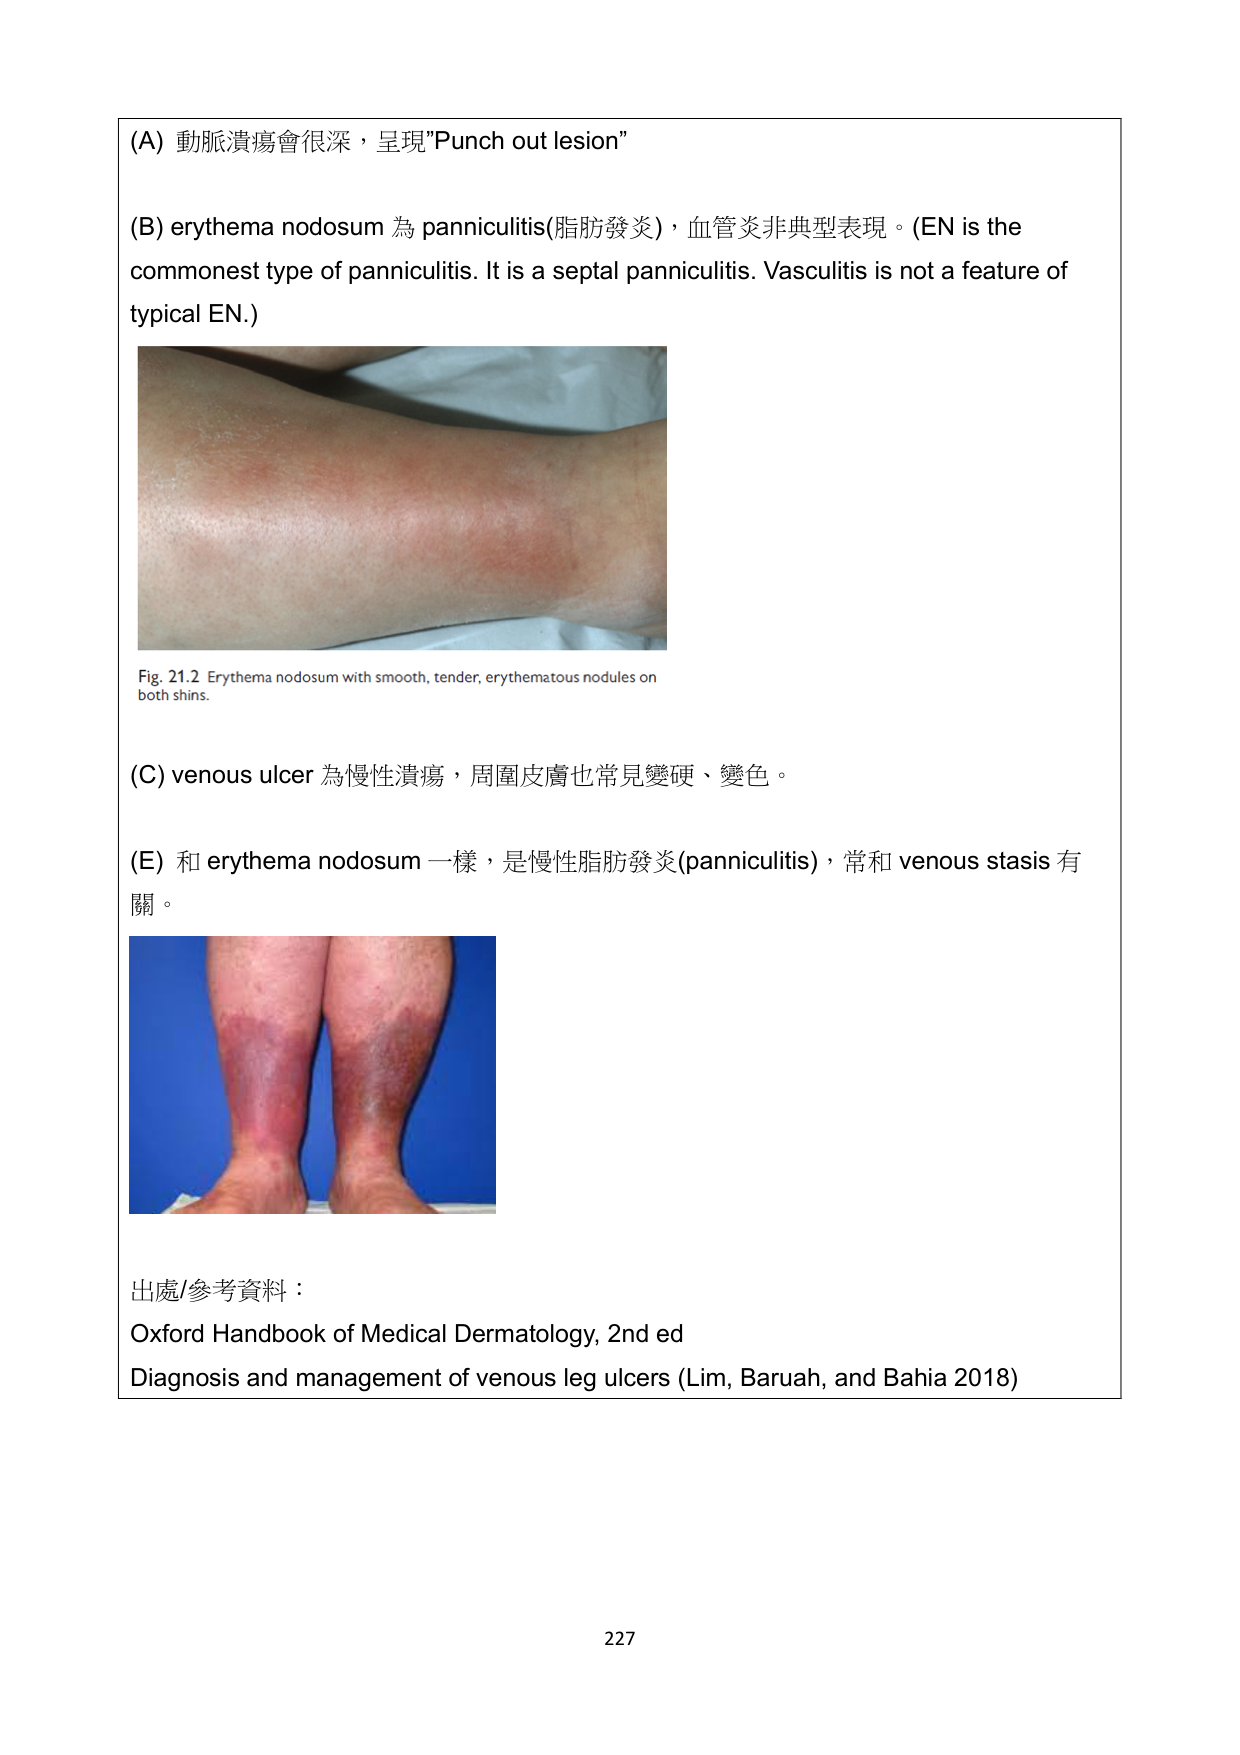 (A) 動脈潰瘍會很深，呈現”Punch out lesion”
(B) erythema nodosum 為 panniculitis(脂肪發炎)，血管炎非典型表現。(EN is the
commonest type of panniculitis. It is a septal panniculitis. Vasculitis is not a feature of
typical EN.)
Fig. 21.2 Erythema nodosum with smooth, tender, erythematous nodules on
both shins.
(C) venous ulcer 為慢性潰瘍，周圍皮膚也常見變硬、變色。
(E) 和 erythema nodosum 一樣，是慢性脂肪發炎(panniculitis)，常和 venous stasis 有
關。
出處/參考資料：
Oxford Handbook of Medical Dermatology, 2nd ed
Diagnosis and management of venous leg ulcers (Lim, Baruah, and Bahia 2018)
227